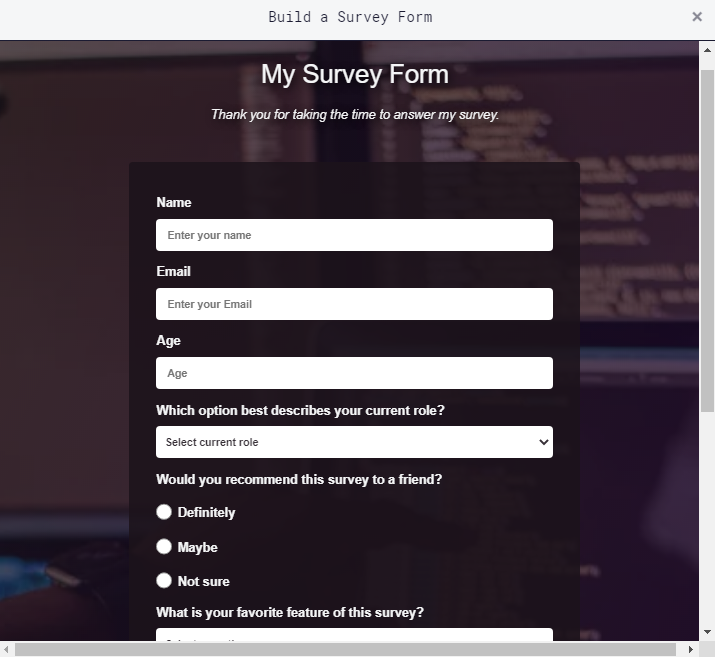 Build a Survey Form
×
My Survey Form
Thank you for taking the time to answer my survey.
Name
Enter your name
Email
Enter your Email
Age
Age
Which option best describes your current role?
Select current role
Would you recommend this survey to a friend?
Definitely
Maybe
Not sure
What is your favorite feature of this survey?